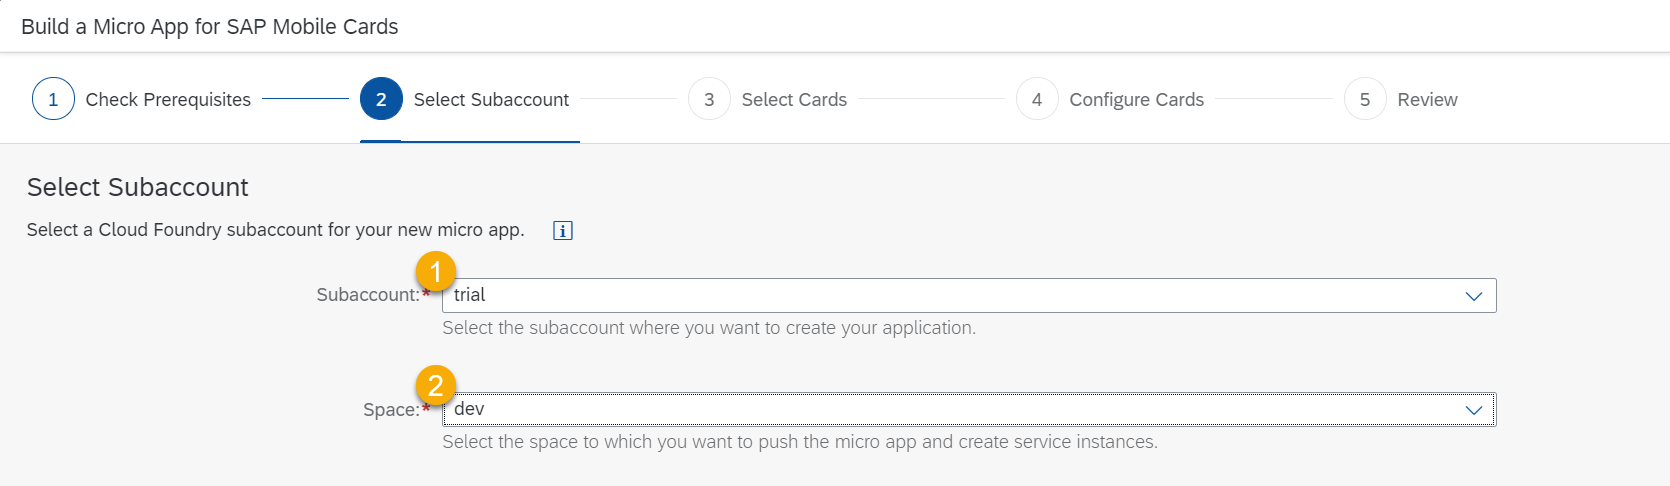 Build a Micro App for SAP Mobile Cards
1 Check Prerequisites 2 Select Subaccount 3 Select Cards 4 Configure Cards 5 Review
Select Subaccount
Select a Cloud Foundry subaccount for your new micro app. i
1
Subaccount:* trial
Select the subaccount where you want to create your application.
2
Space:* dev
Select the space to which you want to push the micro app and create service instances.